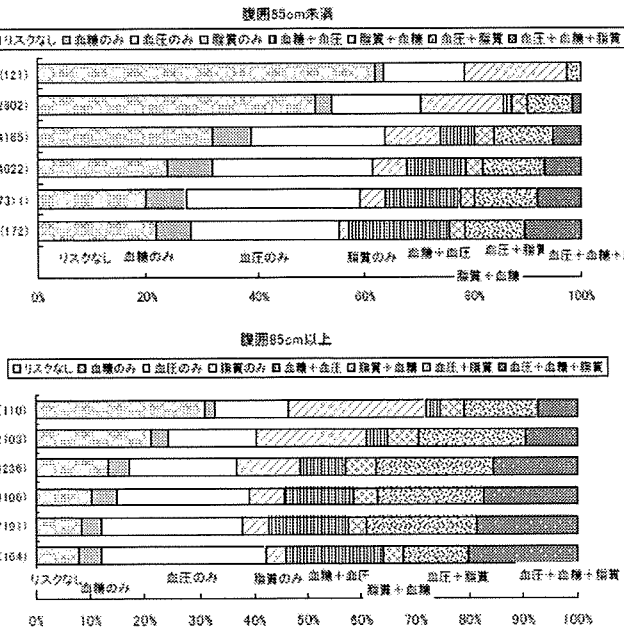 腹囲85cm未満
リスクなし 血糖のみ 血圧のみ 脂質のみ 血糖+血圧 脂質+血糖 血圧+脂質 血圧+血糖+脂質
(121)
2802)
4185)
4022)
(172)
リスクなし 血糖のみ 血圧のみ 脂質のみ 血糖+血圧 血圧+脂質 血圧+血糖+
脂質+血糖
0% 20% 40% 60% 80% 100%
腹囲85cm以上
リスクなし 血糖のみ 血圧のみ 脂質のみ 血糖+血圧 脂質+血糖 血圧+脂質 血圧+血糖+脂質
(110)
2103)
4236)
(164)
リスクなし 血糖のみ 血圧のみ 脂質のみ 血糖+血圧 血圧+脂質 血圧+血糖+脂質
脂質+血糖
0% 10% 20% 30% 40% 50% 60% 70% 80% 90% 100%